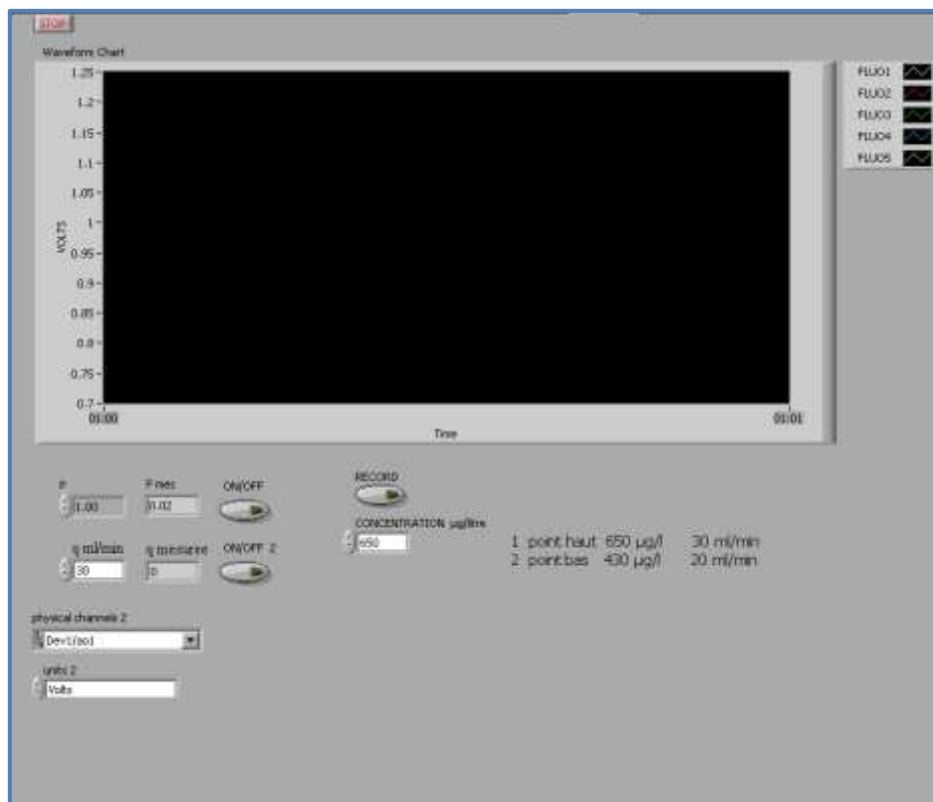 STOP
Waveform Chart
1.25
1.2
1.15
1.1
1.05
1
0.95
0.9
0.85
0.8
0.75
0.7
VOLTS
01:00
01:01
Time
FLUO1
FLUO2
FLUO3
FLUO4
FLUO5
P mes
ON/OFF
1.00
0.02
q ml/min
q mesuree
ON/OFF 2
30
0
RECORD
CONCENTRATION µg/litre
650
1 point haut 650 µg/l 30 ml/min
2 point bas 430 µg/l 20 ml/min
physical channels 2
Dev1/ao1
units 2
Volts